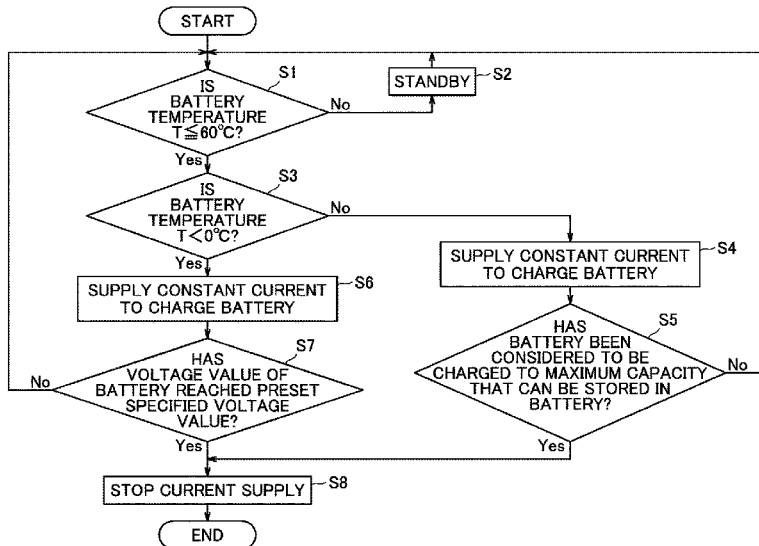 START
S1
IS
BATTERY
TEMPERATURE
T≦60°C?
No
STANDBY
S2
Yes
S3
IS
BATTERY
TEMPERATURE
T<0°C?
No
Yes
SUPPLY CONSTANT CURRENT
TO CHARGE BATTERY
S4
SUPPLY CONSTANT CURRENT
TO CHARGE BATTERY
S6
S5
HAS
BATTERY BEEN
CONSIDERED TO BE
CHARGED TO MAXIMUM CAPACITY
THAT CAN BE STORED IN
BATTERY?
No
Yes
S7
HAS
VOLTAGE VALUE OF
BATTERY REACHED PRESET
SPECIFIED VOLTAGE
VALUE?
No
Yes
STOP CURRENT SUPPLY
S8
END